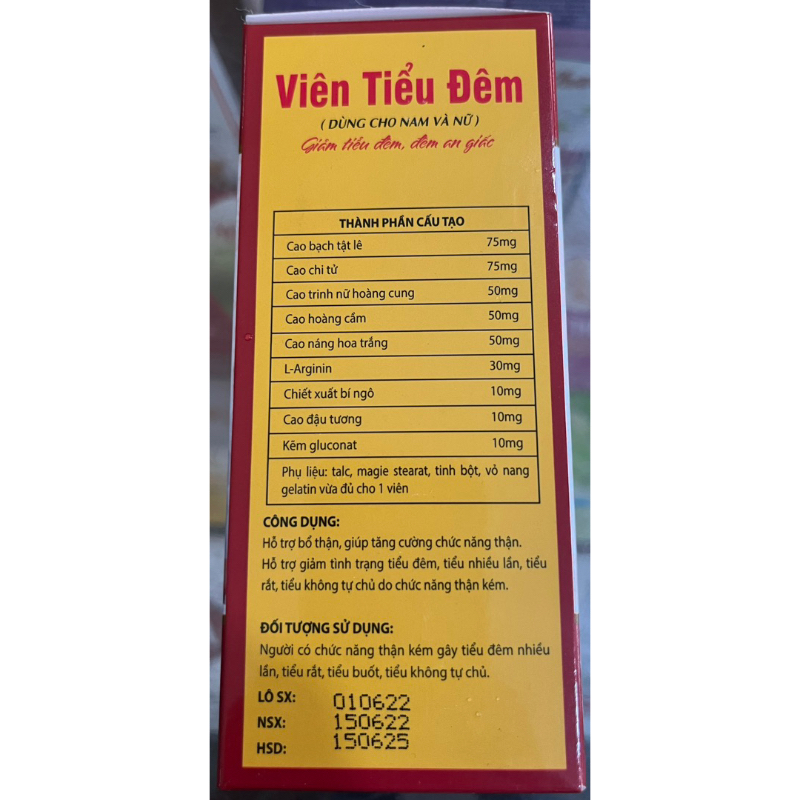 Viên Tiểu Đêm
( DÙNG CHO NAM VÀ NỮ )
Giảm tiểu đêm, đêm an giấc
THÀNH PHẦN CẤU TẠO
Cao bạch tật lê 75mg
Cao chi tử 75mg
Cao trinh nữ hoàng cung 50mg
Cao hoàng cầm 50mg
Cao náng hoa trắng 50mg
L-Arginin 30mg
Chiết xuất bí ngô 10mg
Cao đậu tương 10mg
Kẽm gluconat 10mg
Phụ liệu: talc, magie stearat, tinh bột, vỏ nang
gelatin vừa đủ cho 1 viên
CÔNG DỤNG:
Hỗ trợ bổ thận, giúp tăng cường chức năng thận.
Hỗ trợ giảm tình trạng tiểu đêm, tiểu nhiều lần, tiểu
rắt, tiểu không tự chủ do chức năng thận kém.
ĐỐI TƯỢNG SỬ DỤNG:
Người có chức năng thận kém gây tiểu đêm nhiều
lần, tiểu rắt, tiểu buốt, tiểu không tự chủ.
LÔ SX: 010622
NSX: 150622
HSD: 150625